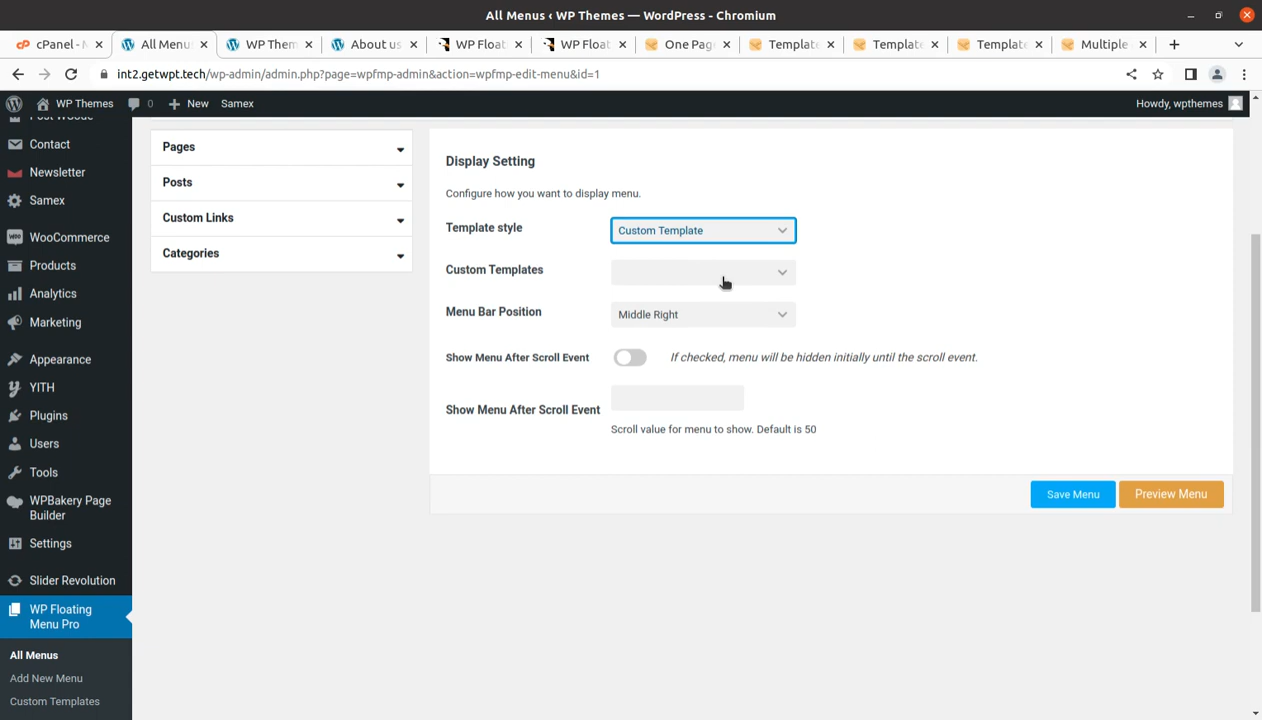 All Menus ‹ WP Themes — WordPress - Chromium
cPanel - M
All Menu
WP Them
About us
WP Float
WP Float
One Pag
Templat
Templat
Templat
Multiple
int2.getwpt.tech/wp-admin/admin.php?page=wpfmp-admin&action=wpfmp-edit-menu&id=1
WP Themes
0
New
Samex
Howdy, wpthemes
Post WCode
Contact
Newsletter
Samex
WooCommerce
Products
Analytics
Marketing
Appearance
YITH
Plugins
Users
Tools
WPBakery Page
Builder
Settings
Slider Revolution
WP Floating
Menu Pro
All Menus
Add New Menu
Custom Templates
Pages
Posts
Custom Links
Categories
Display Setting
Configure how you want to display menu.
Template style
Custom Template
Custom Templates
Menu Bar Position
Middle Right
Show Menu After Scroll Event
If checked, menu will be hidden initially until the scroll event.
Show Menu After Scroll Event
Scroll value for menu to show. Default is 50
Save Menu
Preview Menu